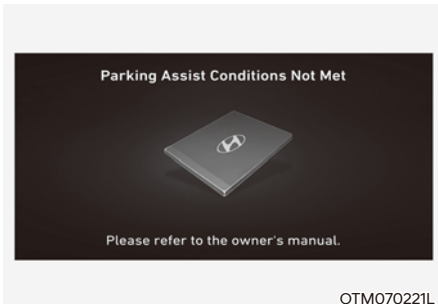 Parking Assist Conditions Not Met
Please refer to the owner's manual.
OTM070221L